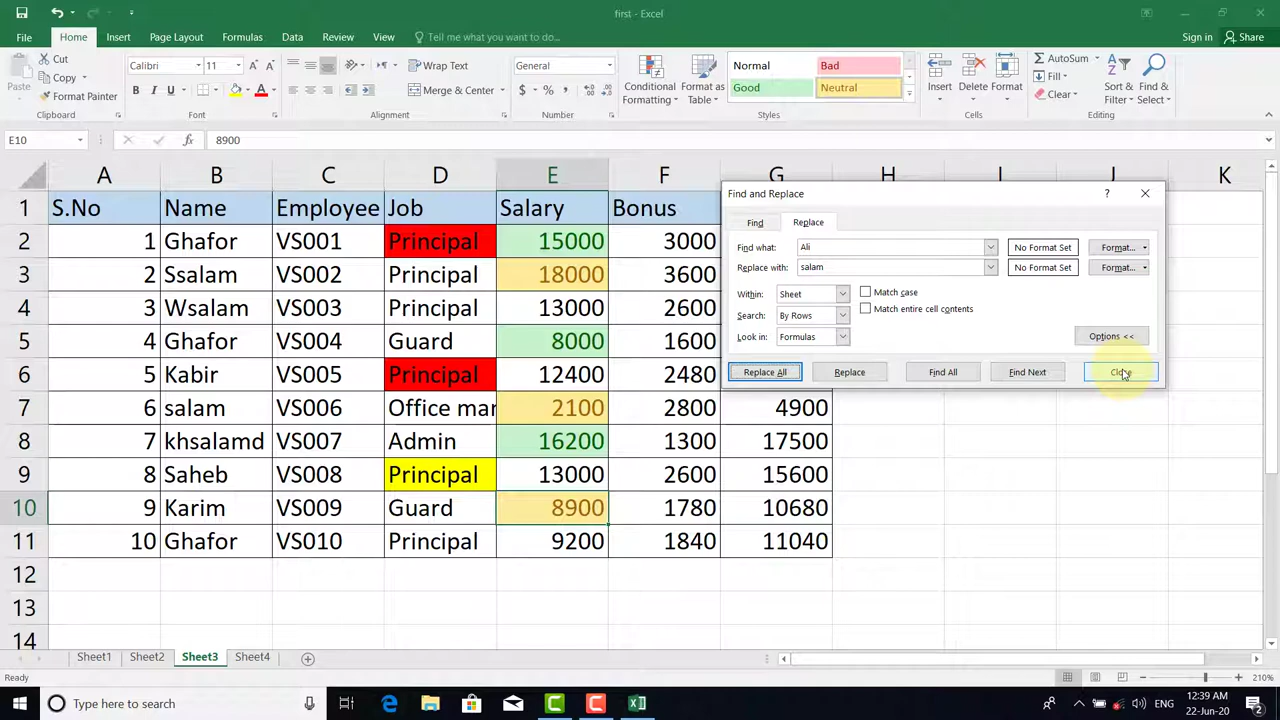 first - Excel
File Home Insert Page Layout Formulas Data Review View Tell me what you want to do... Sign in Share
Cut Calibri 11 Wrap Text General Normal Bad AutoSum
Copy Fill
Paste Format Painter Merge & Center Conditional Formatting Format as Table Good Neutral Insert Delete Format Clear Sort & Filter Find & Select
Clipboard Font Alignment Number Styles Cells Editing
E10 fx 8900
A B C D E F G H I J K
1 S.No Name Employee Job Salary Bonus
2 1 Ghafor VS001 Principal 15000 3000
3 2 Ssalam VS002 Principal 18000 3600
4 3 Wsalam VS003 Principal 13000 2600
5 4 Ghafor VS004 Guard 8000 1600
6 5 Kabir VS005 Principal 12400 2480
7 6 salam VS006 Office mar 2100 2800 4900
8 7 khsalamd VS007 Admin 16200 1300 17500
9 8 Saheb VS008 Principal 13000 2600 15600
10 9 Karim VS009 Guard 8900 1780 10680
11 10 Ghafor VS010 Principal 9200 1840 11040
12
13
14
Find and Replace ?
Find Replace
Find what: Ali No Format Set Format...
Replace with: salam No Format Set Format...
Within: Sheet Match case
Search: By Rows Match entire cell contents
Look in: Formulas Options <<
Replace All Replace Find All Find Next Close
Sheet1 Sheet2 Sheet3 Sheet4
Ready 210%
Type here to search ENG 12:39 AM
22-Jun-20 2